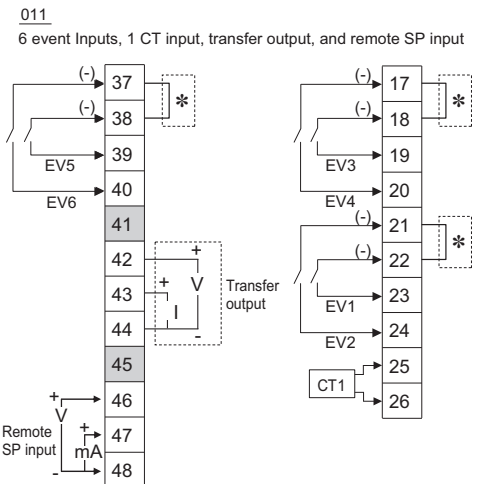 011
6 event Inputs, 1 CT input, transfer output, and remote SP input
(-) 37
(-) 38 *
39
EV5
40
EV6
41
42 +
43 + V Transfer
I output
44 -
45
+ 46
V
Remote + 47
SP input mA
- 48
(-) 17
(-) 18 *
19
EV3
20
EV4
(-) 21
(-) 22 *
23
EV1
24
EV2
25
CT1
26